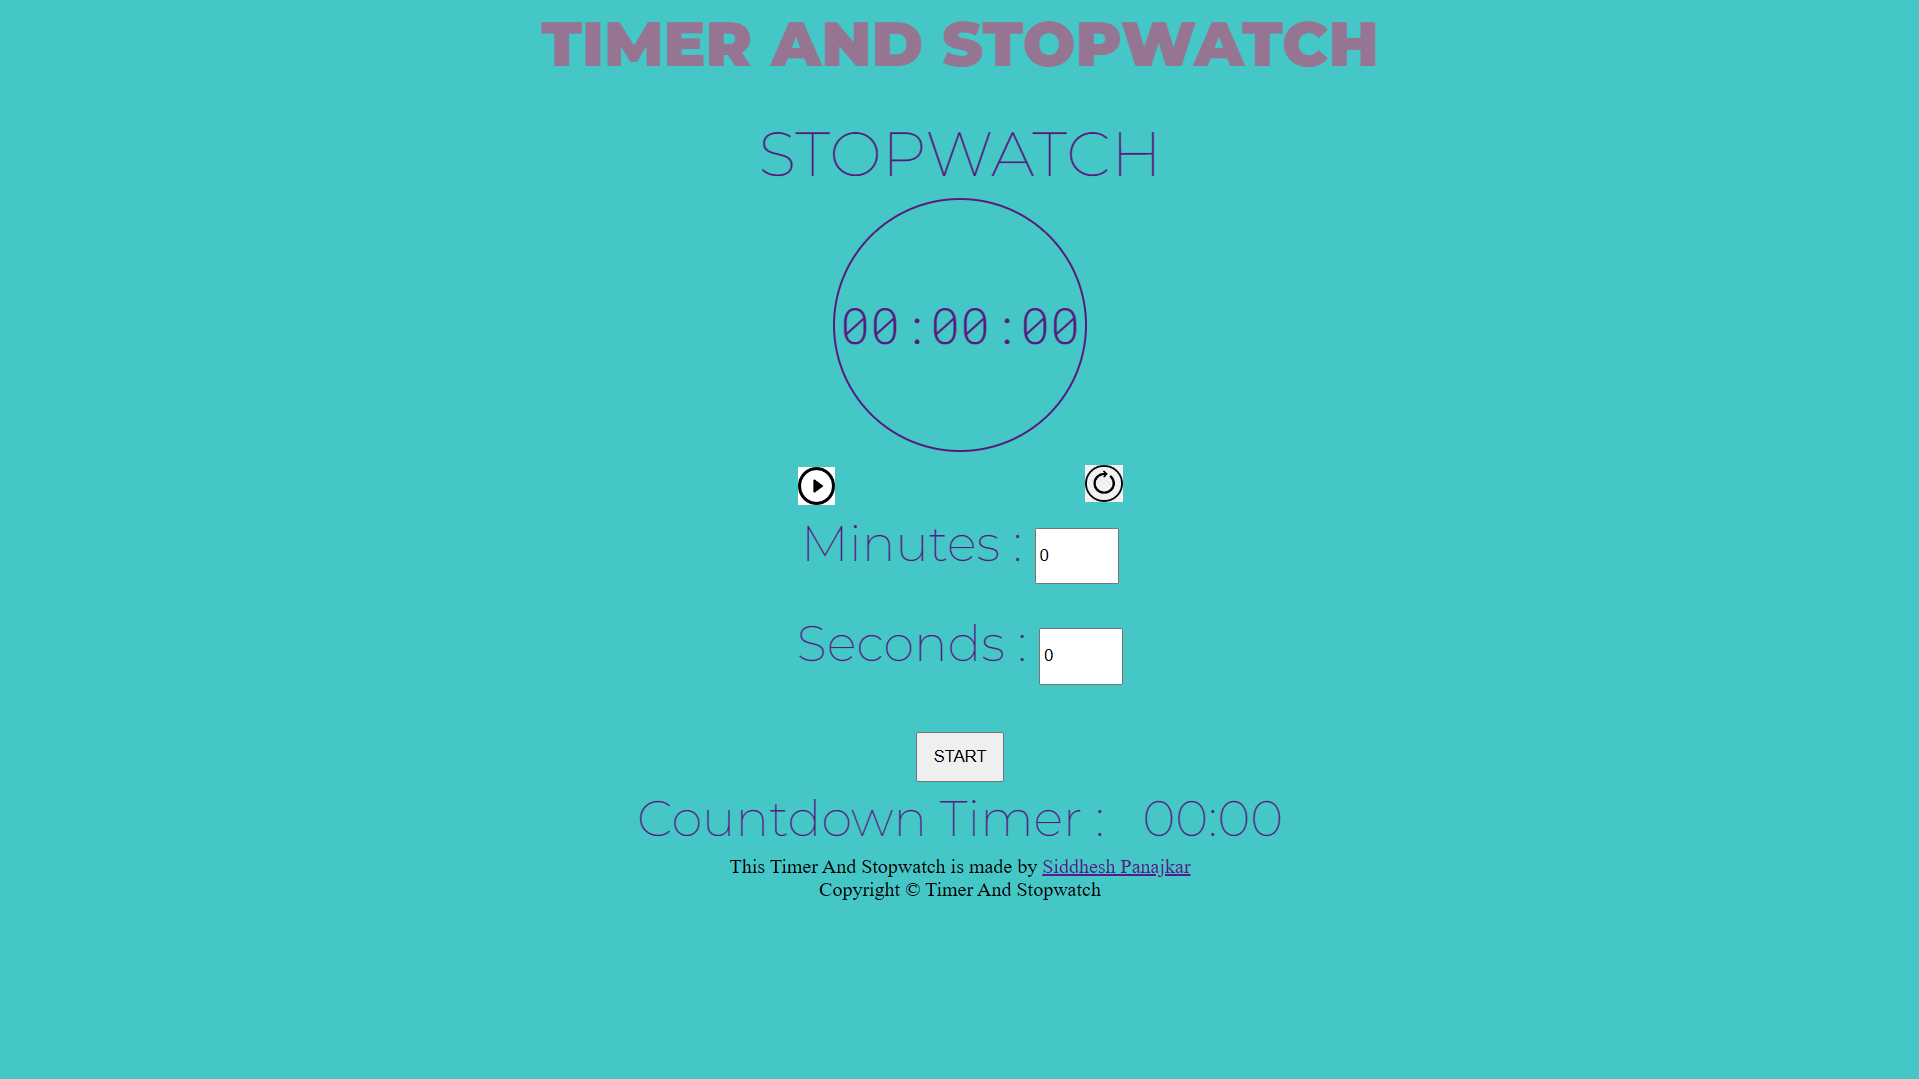 TIMER AND STOPWATCH
STOPWATCH
00:00:00
Minutes : 0
Seconds : 0
START
Countdown Timer : 00:00
This Timer And Stopwatch is made by Siddhesh Panajkar
Copyright © Timer And Stopwatch